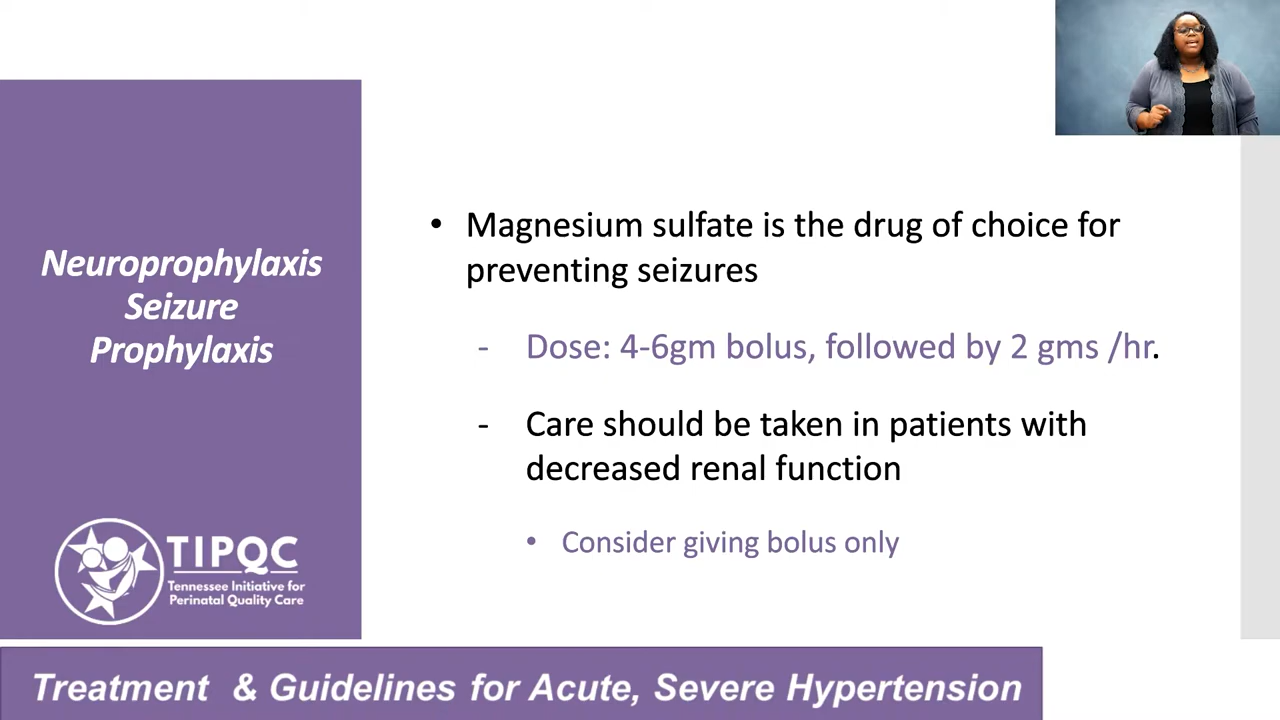 Neuroprophylaxis
Seizure
Prophylaxis
TIPQC
Tennessee Initiative for
Perinatal Quality Care
• Magnesium sulfate is the drug of choice for
preventing seizures
- Dose: 4-6gm bolus, followed by 2 gms /hr.
- Care should be taken in patients with
decreased renal function
• Consider giving bolus only
Treatment & Guidelines for Acute, Severe Hypertension